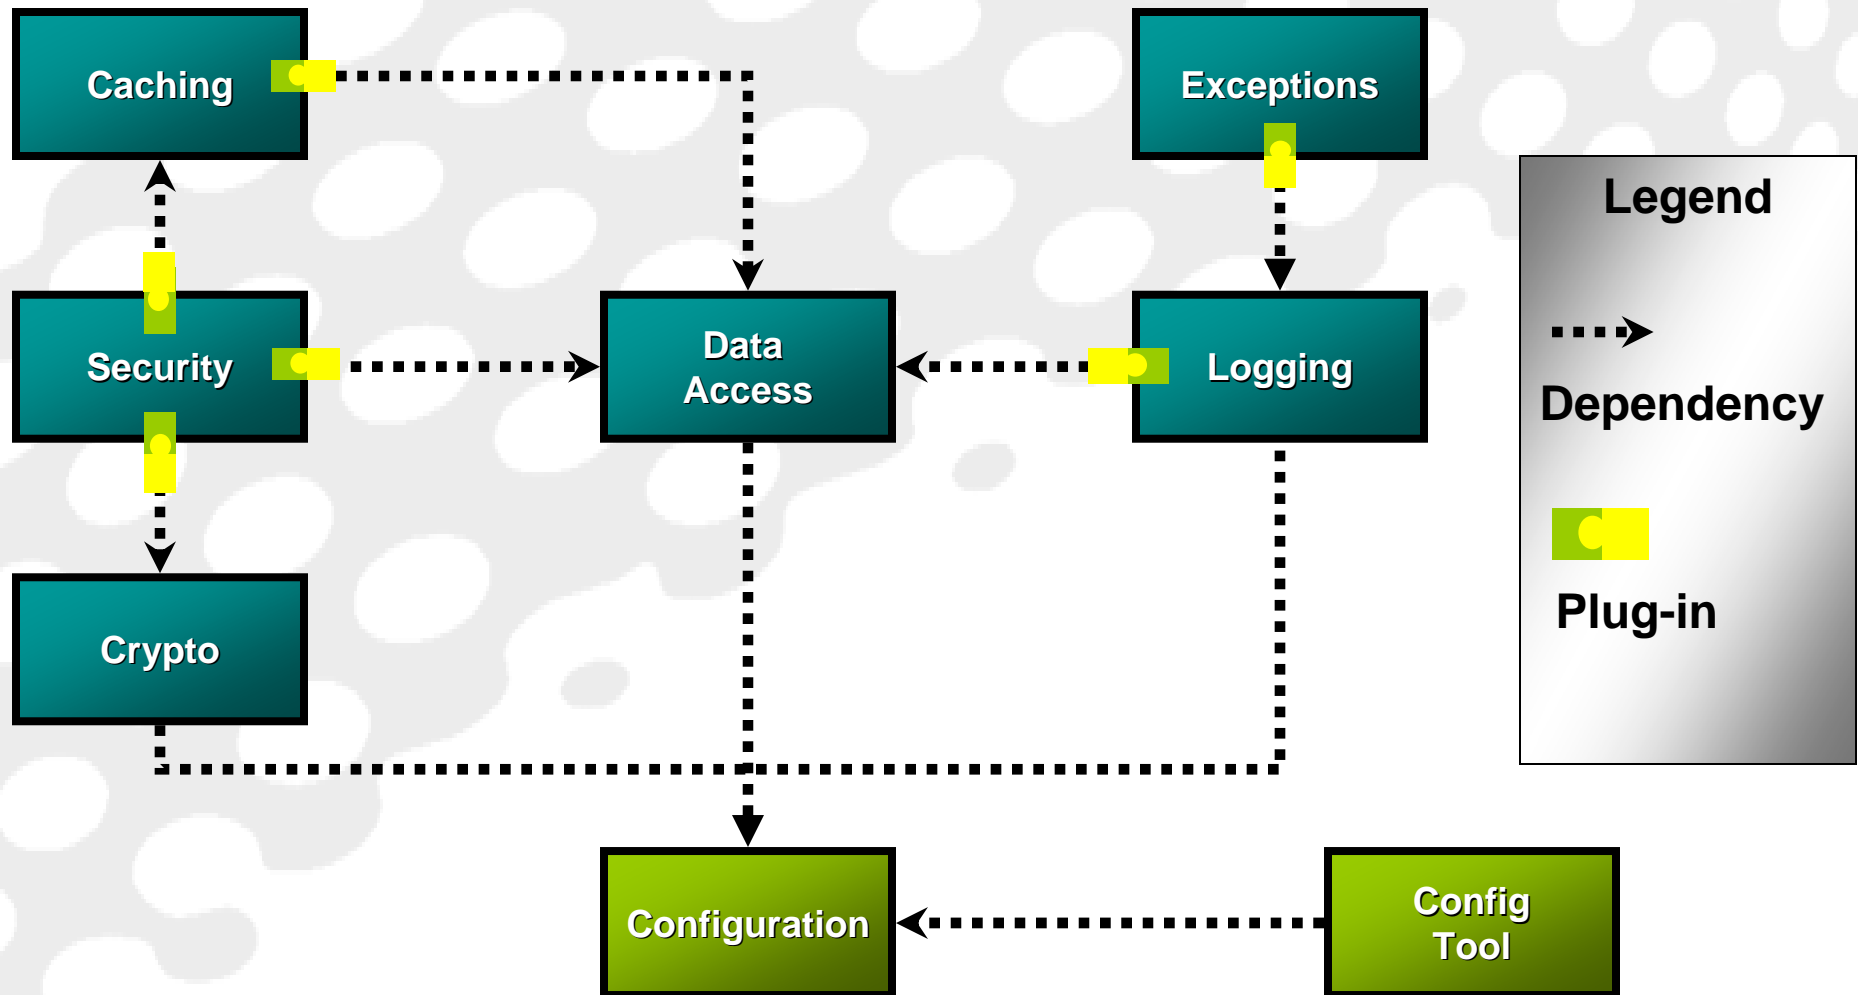 Caching
Exceptions
Legend
Security
Data
Access
Logging
Dependency
Plug-in
Crypto
Configuration
Config
Tool